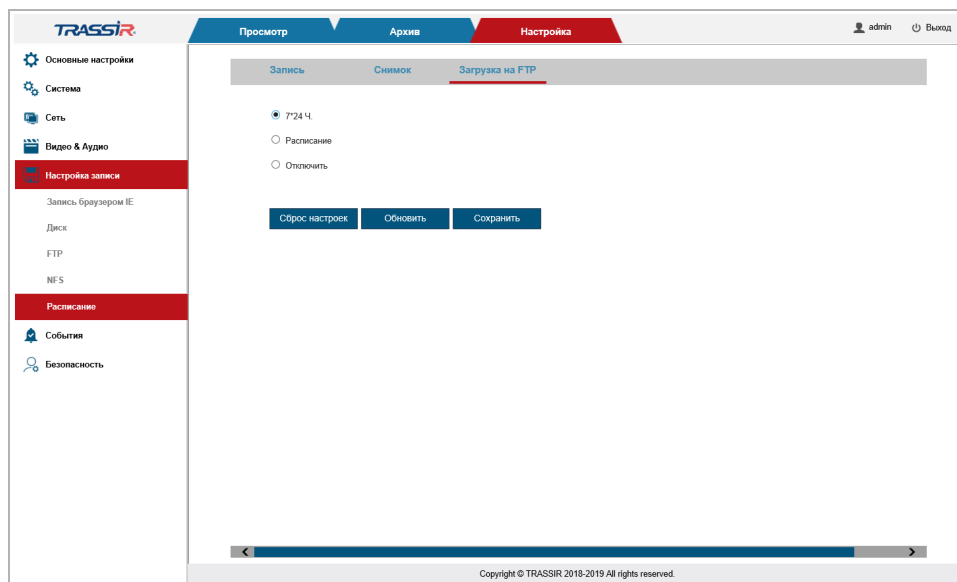 TRASSIR
Просмотр
Архив
Настройка
admin
Выход
Основные настройки
Система
Сеть
Видео & Аудио
Настройка записи
Запись браузером IE
Диск
FTP
NFS
Расписание
События
Безопасность
Запись
Снимок
Загрузка на FTP
7*24 Ч.
Расписание
Отключить
Сброс настроек
Обновить
Сохранить
Copyright © TRASSIR 2018-2019 All rights reserved.